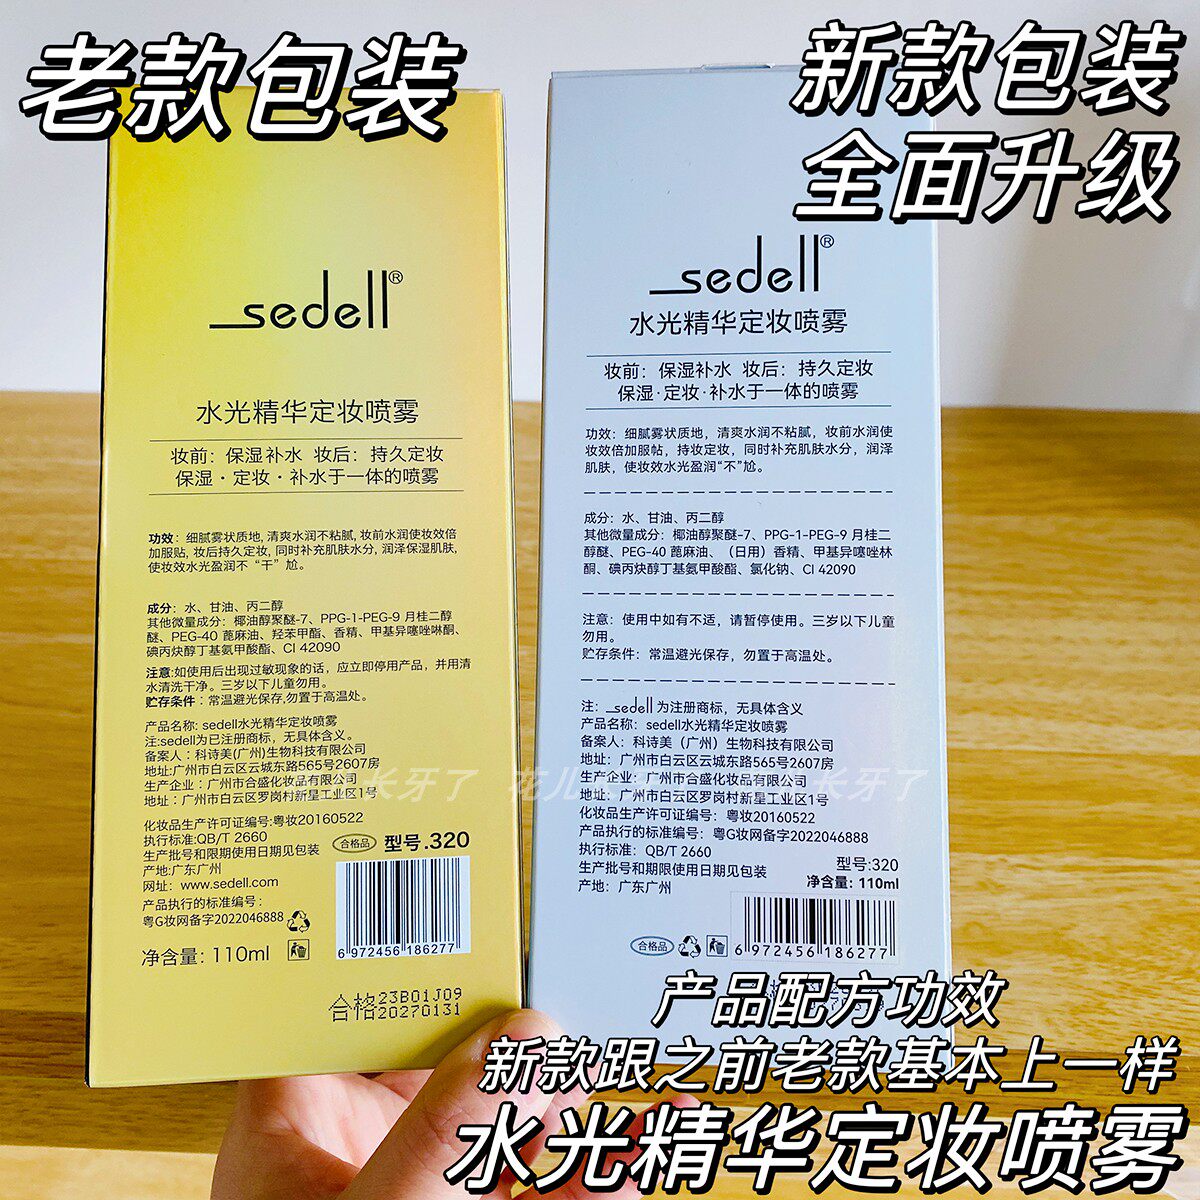 老款包装
新款包装
全面升级
sedell®
水光精华定妆喷雾
妆前：保湿补水 妆后：持久定妆
保湿·定妆·补水于一体的喷雾
功效：细腻雾状质地，清爽水润不粘腻，妆前水润使妆效倍
加服贴，妆后持久定妆，同时补充肌肤水分，润泽保湿肌肤，
使妆效水光盈润不“干”尬。
成分：水、甘油、丙二醇
其他微量成分：椰油醇聚醚-7、PPG-1-PEG-9 月桂二醇
醚、PEG-40 蓖麻油、羟苯甲酯、香精、甲基异噻唑啉酮、
碘丙炔醇丁基氨甲酸酯、CI 42090
注意:如使用后出现过敏现象的话，应立即停用产品，并用清
水清洗干净。三岁以下儿童勿用。
贮存条件：常温避光保存,勿置于高温处。
产品名称: sedell水光精华定妆喷雾
注:sedell为已注册商标，无具体含义。
备案人：科诗美(广州)生物科技有限公司
地址:广州市白云区云城东路565号2607房
生产企业：广州市合盛化妆品有限公司
地址：广州市白云区罗岗村新星工业区1号
化妆品生产许可证编号:粤妆20160522
执行标准:QB/T 2660
生产批号和限期使用日期见包装
产地:广东广州
网址：www.sedell.com
产品执行的标准编号：
粤G妆网备字2022046888
净含量：110ml
合格品
型号.320
6 972456 186277
合格23B01J09
20270131
sedell®
水光精华定妆喷雾
妆前：保湿补水 妆后：持久定妆
保湿·定妆·补水于一体的喷雾
功效：细腻雾状质地，清爽水润不粘腻，妆前水润使
妆效倍加服帖，持妆定妆，同时补充肌肤水分，润泽
肌肤，使妆效水光盈润“不”尬。
成分：水、甘油、丙二醇
其他微量成分：椰油醇聚醚-7、PPG-1-PEG-9 月桂
二醇醚、PEG-40 蓖麻油、（日用）香精、甲基异噻唑啉
酮、碘丙炔醇丁基氨甲酸酯、氯化钠、CI 42090
注意：使用中如有不适，请暂停使用。三岁以下儿童
勿用。
贮存条件：常温避光保存，勿置于高温处。
注：sedell 为注册商标，无具体含义
产品名称：sedell水光精华定妆喷雾
备案人：科诗美（广州）生物科技有限公司
地址：广州市白云区云城东路565号2607房
生产企业：广州市合盛化妆品有限公司
地址：广州市白云区罗岗村新星工业区1号
化妆品生产许可证编号：粤妆20160522
产品执行的标准编号：粤G妆网备字2022046888
执行标准：QB/T 2660
生产批号和期限使用日期见包装
产地：广东广州
型号:320
净含量：110ml
合格品
6 972456 186277
长牙了 花儿 长牙了
产品配方功效
新款跟之前老款基本上一样
水光精华定妆喷雾